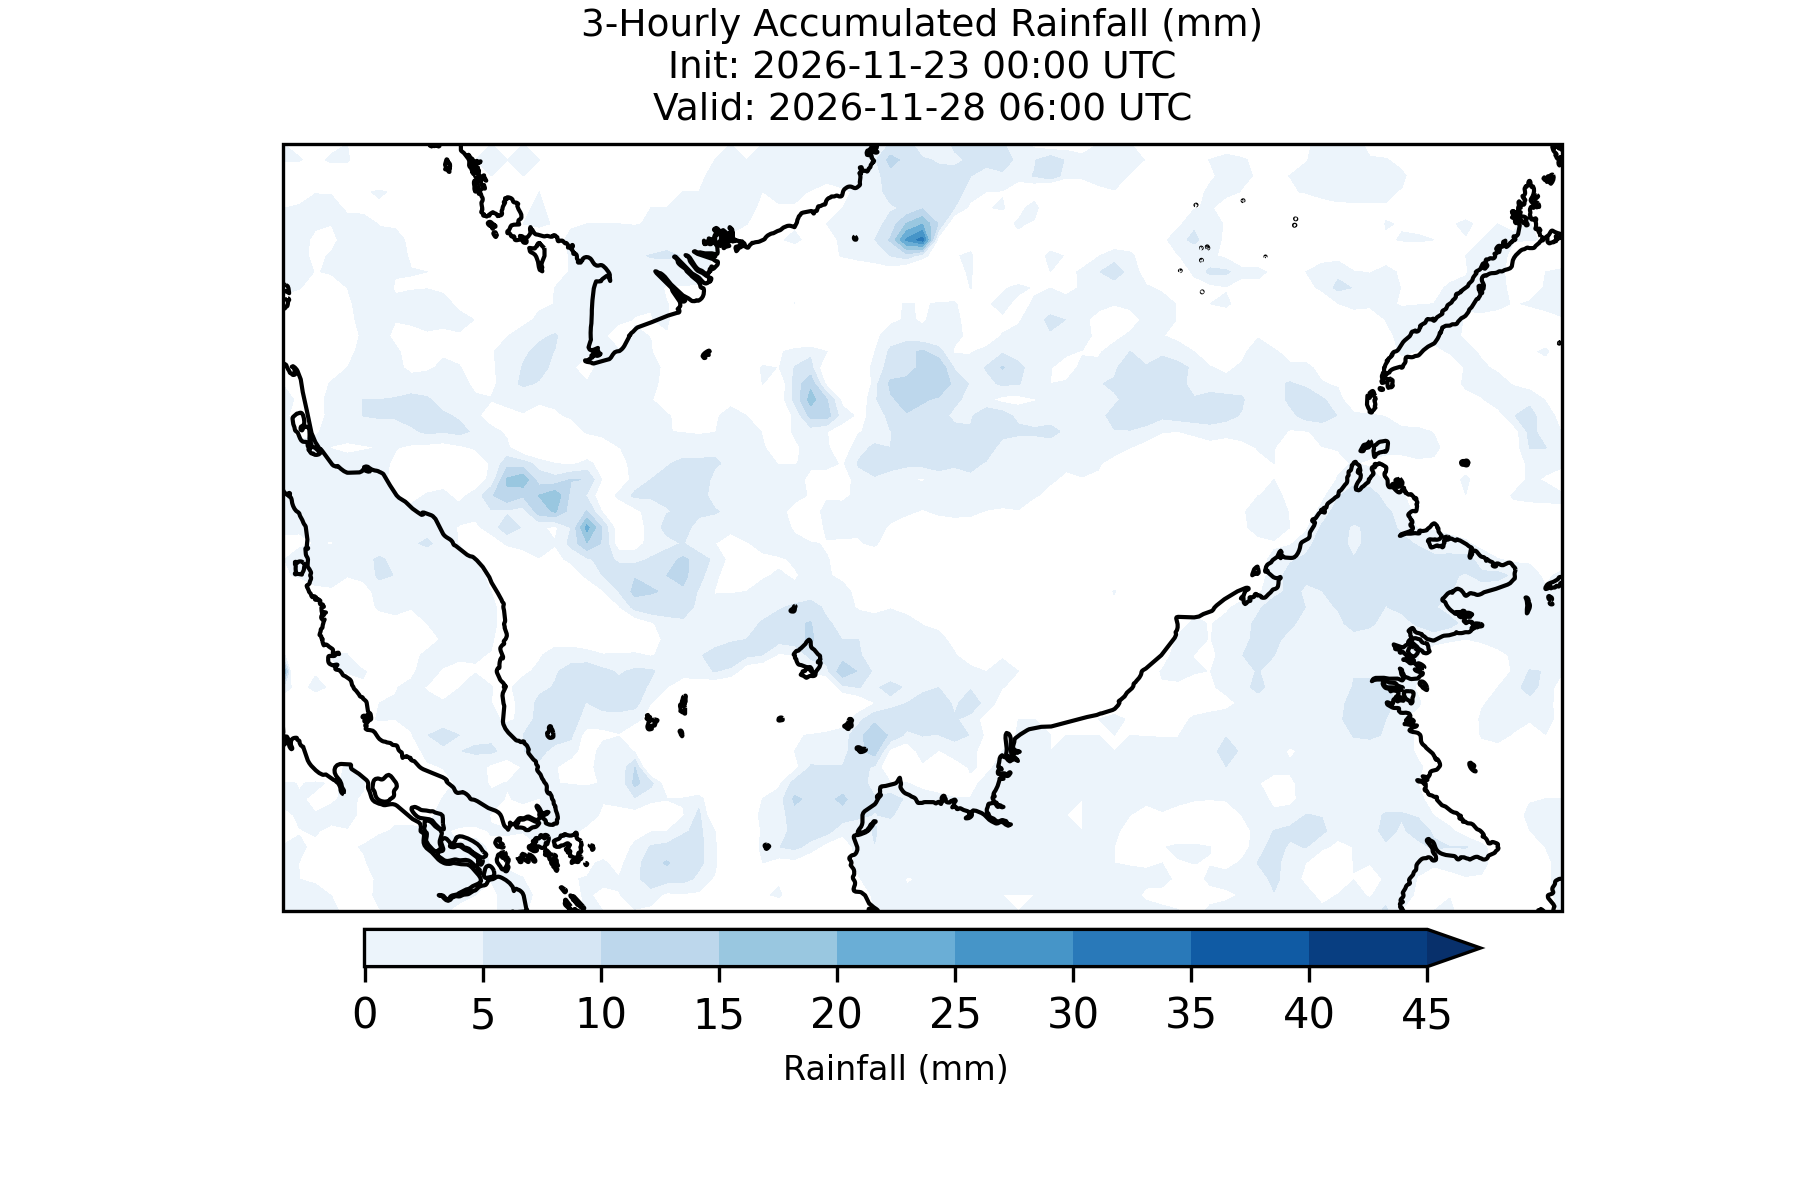 3-Hourly Accumulated Rainfall (mm)
Init: 2026-11-23 00:00 UTC
Valid: 2026-11-28 06:00 UTC
0 5 10 15 20 25 30 35 40 45
Rainfall (mm)